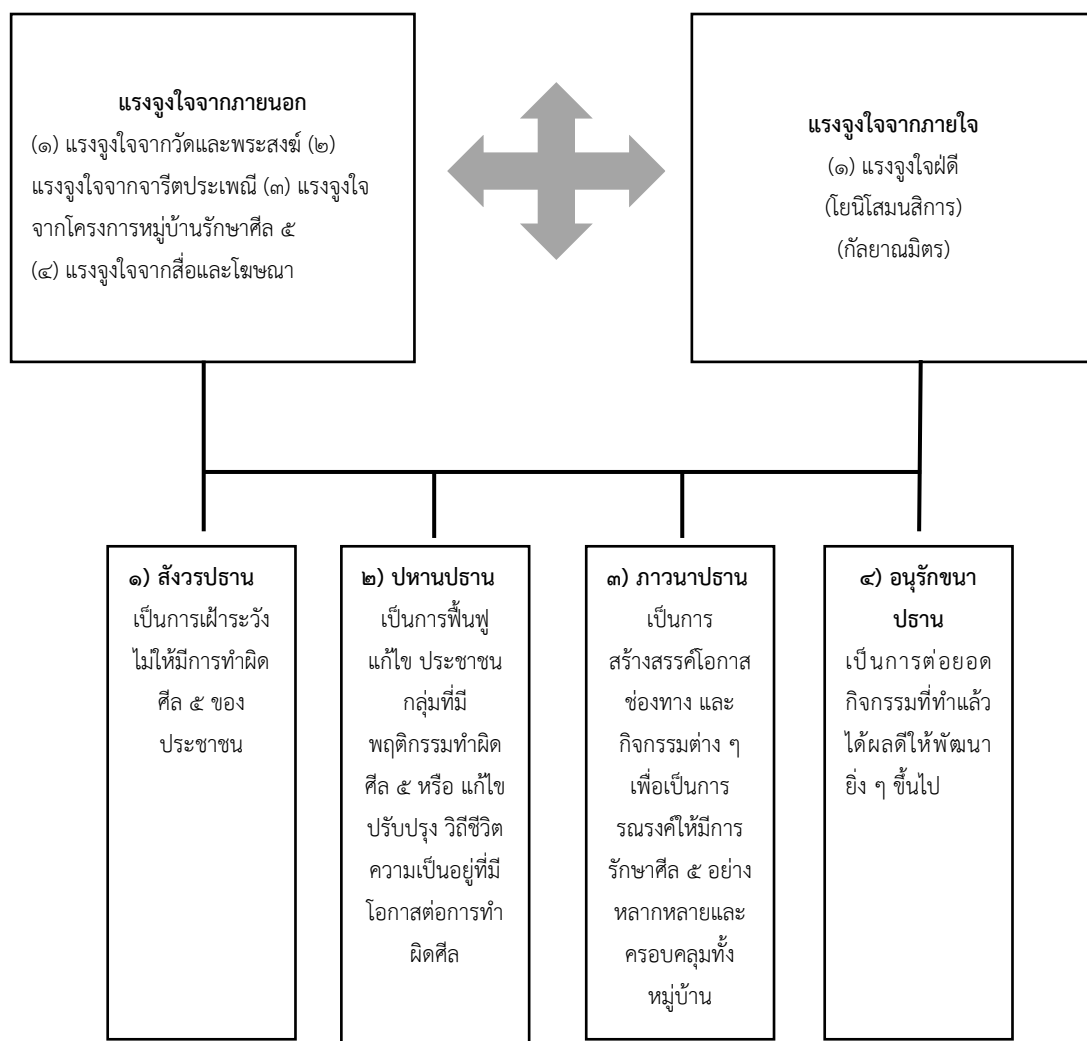 แรงจูงใจจากภายนอก
(๑) แรงจูงใจจากวัดและพระสงฆ์ (๒)
แรงจูงใจจากจารีตประเพณี (๓) แรงจูงใจ
จากโครงการหมู่บ้านรักษาศีล ๕
(๔) แรงจูงใจจากสื่อและโฆษณา
แรงจูงใจจากภายใจ
(๑) แรงจูงใจฝ่ดี
(โยนิโสมนสิการ)
(กัลยาณมิตร)
๑) สังวรปธาน
เป็นการเฝ้าระวัง
ไม่ให้มีการทำผิด
ศีล ๕ ของ
ประชาชน
๒) ปหานปธาน
เป็นการฟื้นฟู
แก้ไข ประชาชน
กลุ่มที่มี
พฤติกรรมทำผิด
ศีล ๕ หรือ แก้ไข
ปรับปรุง วิถีชีวิต
ความเป็นอยู่ที่มี
โอกาสต่อการทำ
ผิดศีล
๓) ภาวนาปธาน
เป็นการ
สร้างสรรค์โอกาส
ช่องทาง และ
กิจกรรมต่าง ๆ
เพื่อเป็นการ
รณรงค์ให้มีการ
รักษาศีล ๕ อย่าง
หลากหลายและ
ครอบคลุมทั้ง
หมู่บ้าน
๔) อนุรักขนา
ปธาน
เป็นการต่อยอด
กิจกรรมที่ทำแล้ว
ได้ผลดีให้พัฒนา
ยิ่ง ๆ ขึ้นไป